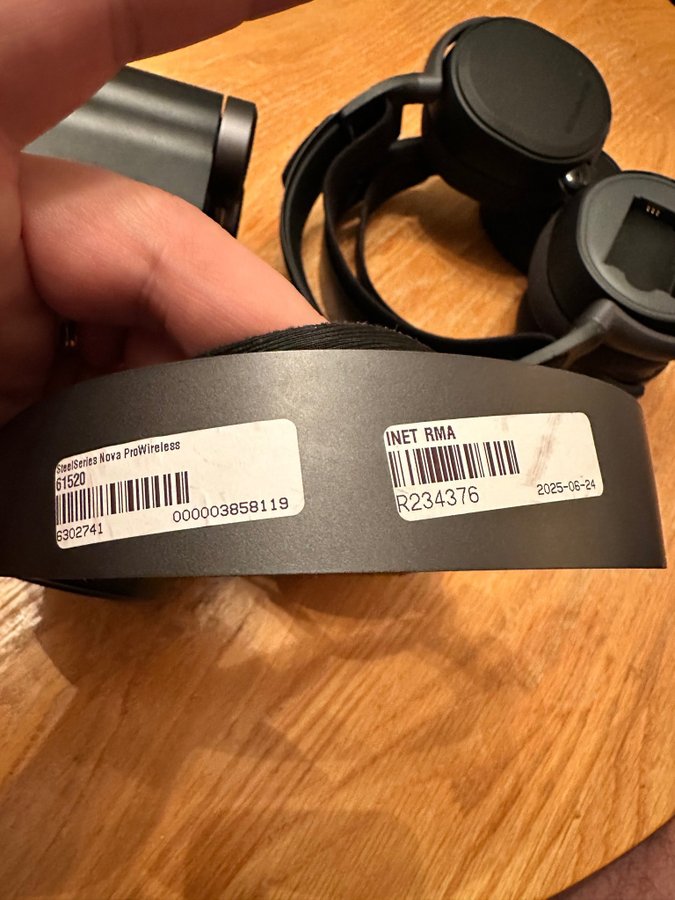 SteelSeries Nova ProWireless
61520
6302741
000003858119
INET RMA
R234376
2025-06-24